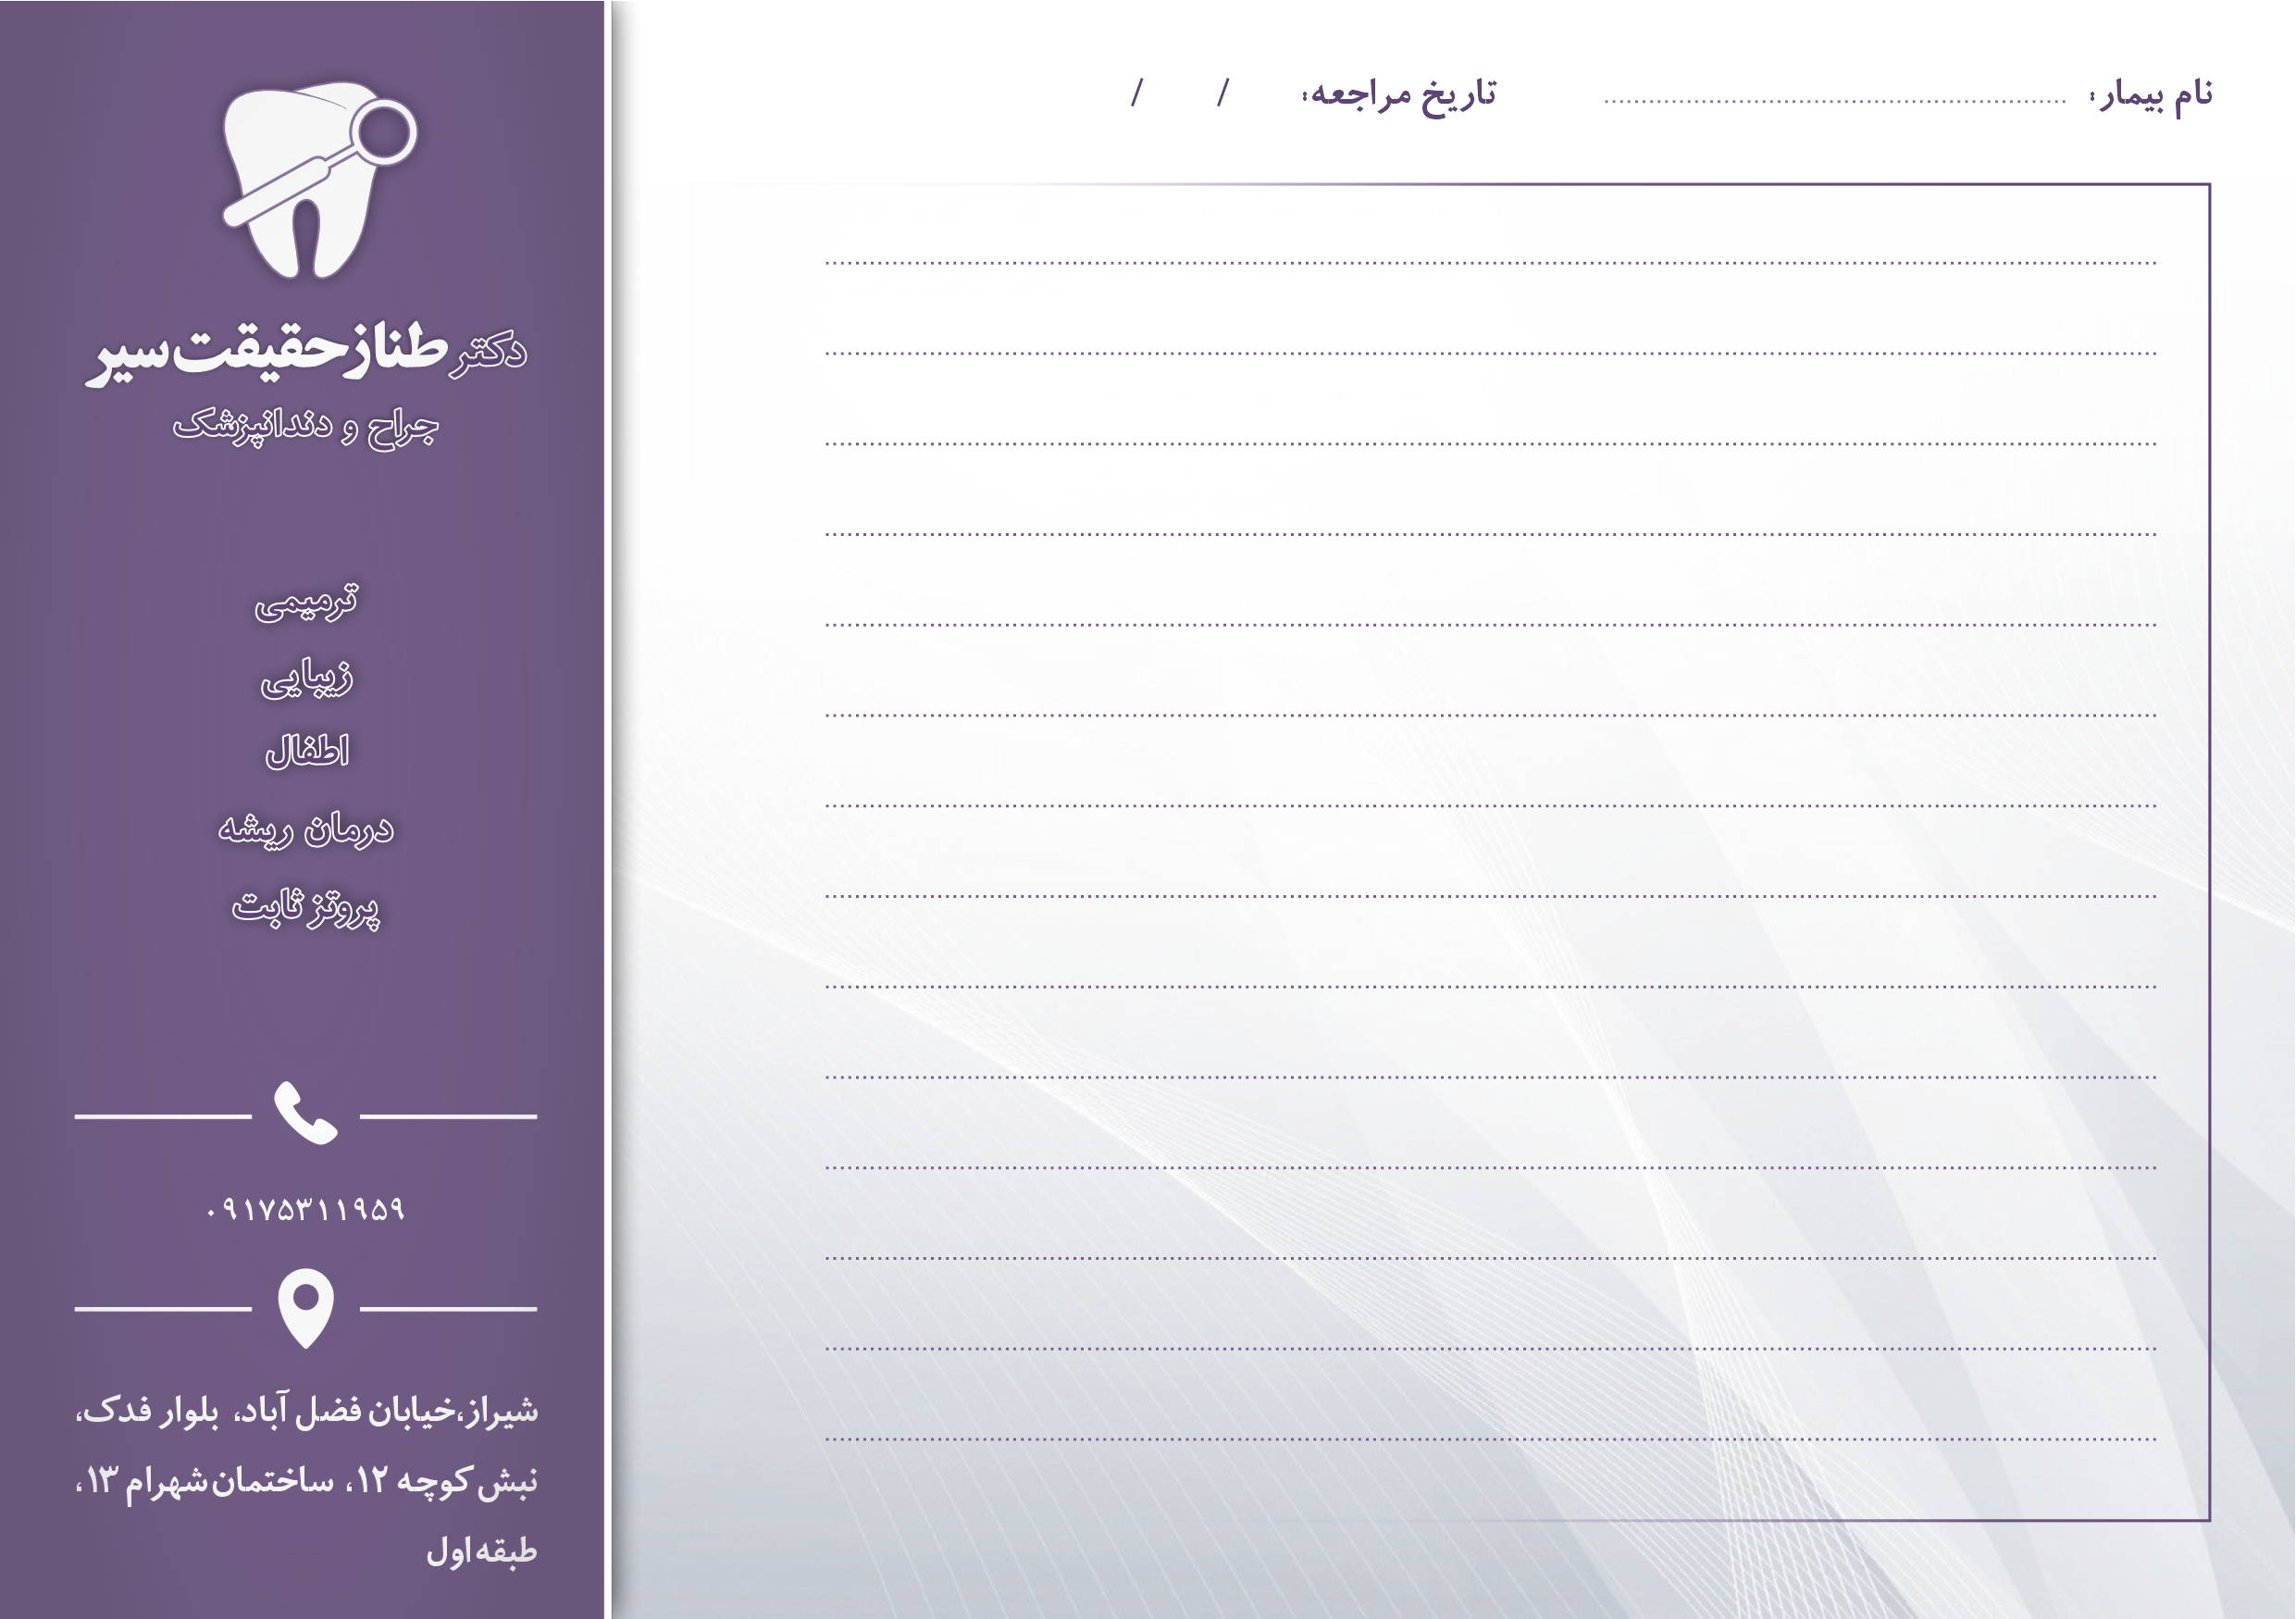 نام بیمار: ........................ تاریخ مراجعه: / /
دکتر طناز حقیقت سیر
جراح و دندانپزشک
ترمیمی
زیبایی
اطفال
درمان ریشه
پروتز ثابت
۰۹۱۷۵۳۱۱۹۵۹
شیراز،خیابان فضل آباد، بلوار فدک،
نبش کوچه ۱۲، ساختمان شهرام ۱۳،
طبقه اول